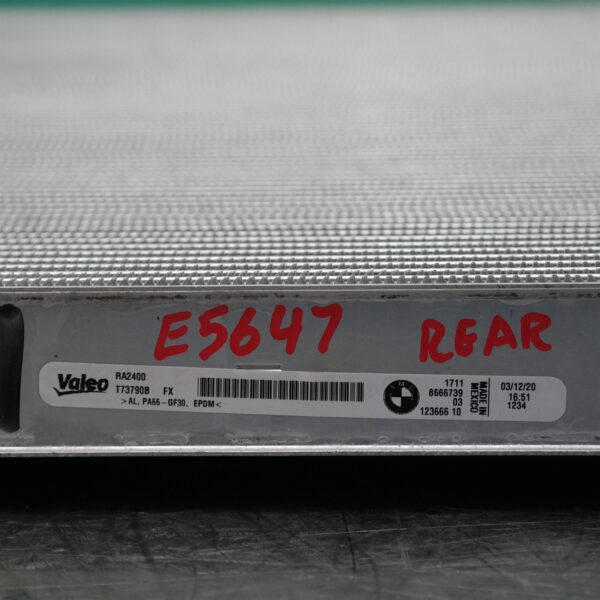 E5647 REAR
Valeo
RA2400
T73790B FX
>AL, PA66-GF30, EPDM<
1711
8666739
03
123666 10
MADE IN
MEXICO
03/12/20
16:51
1234